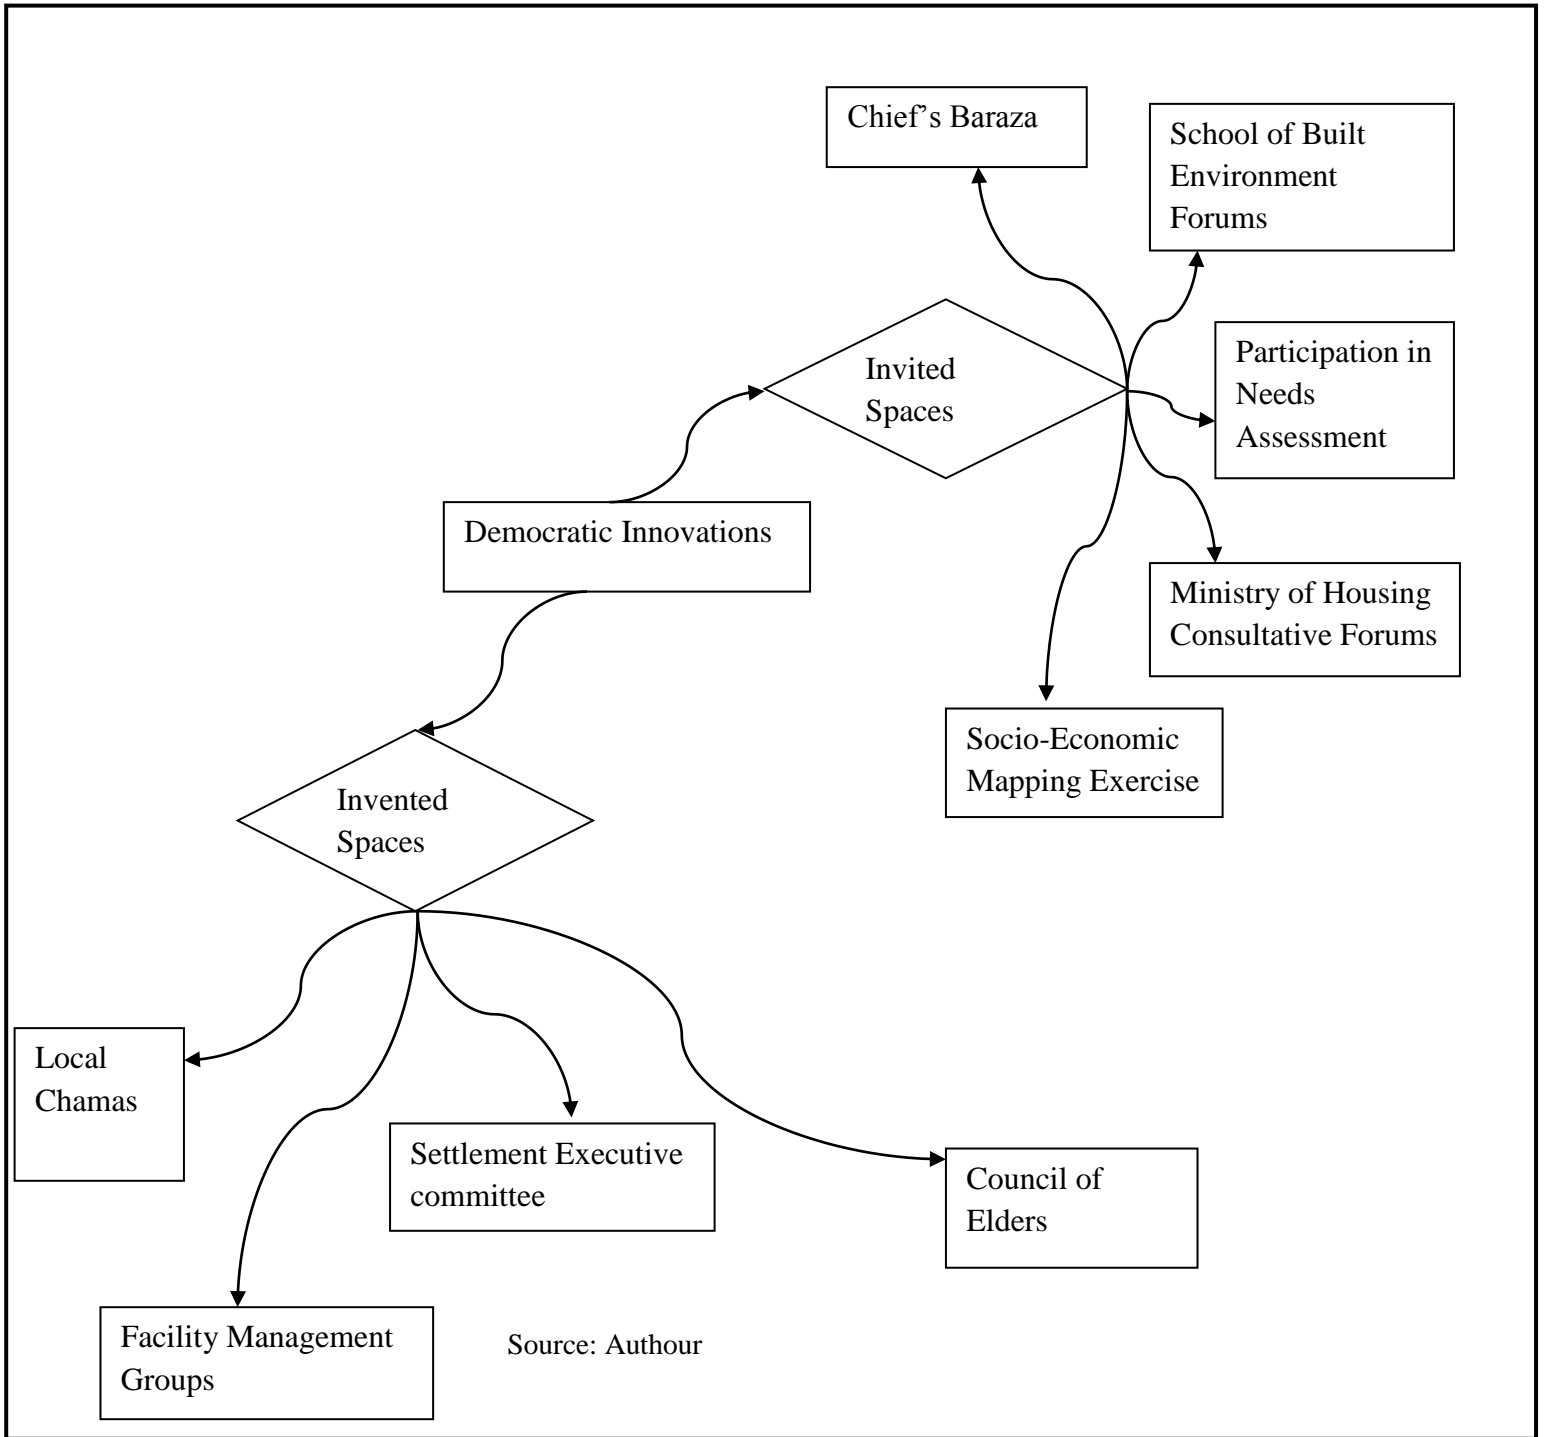 Chief’s Baraza
School of Built
Environment
Forums
Invited
Spaces
Participation in
Needs
Assessment
Democratic Innovations
Ministry of Housing
Consultative Forums
Socio-Economic
Mapping Exercise
Invented
Spaces
Local
Chamas
Settlement Executive
committee
Council of
Elders
Facility Management
Groups
Source: Authour